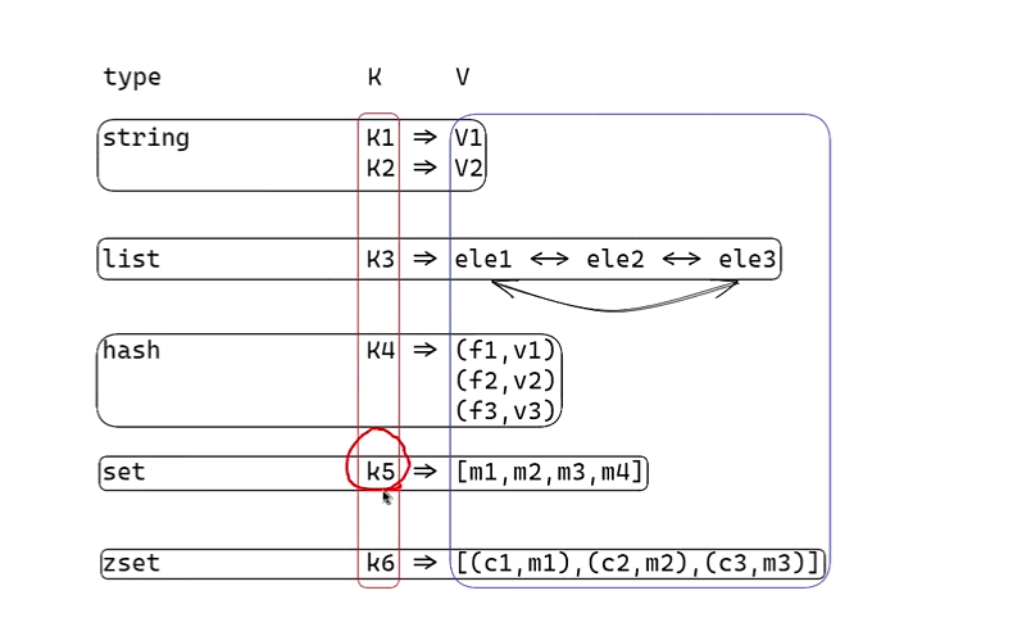 type K V
string K1 ⇒ V1
K2 ⇒ V2
list K3 ⇒ ele1 ↔ ele2 ↔ ele3
hash K4 ⇒ (f1,v1)
(f2,v2)
(f3,v3)
set k5 ⇒ [m1,m2,m3,m4]
zset k6 ⇒ [(c1,m1),(c2,m2),(c3,m3)]